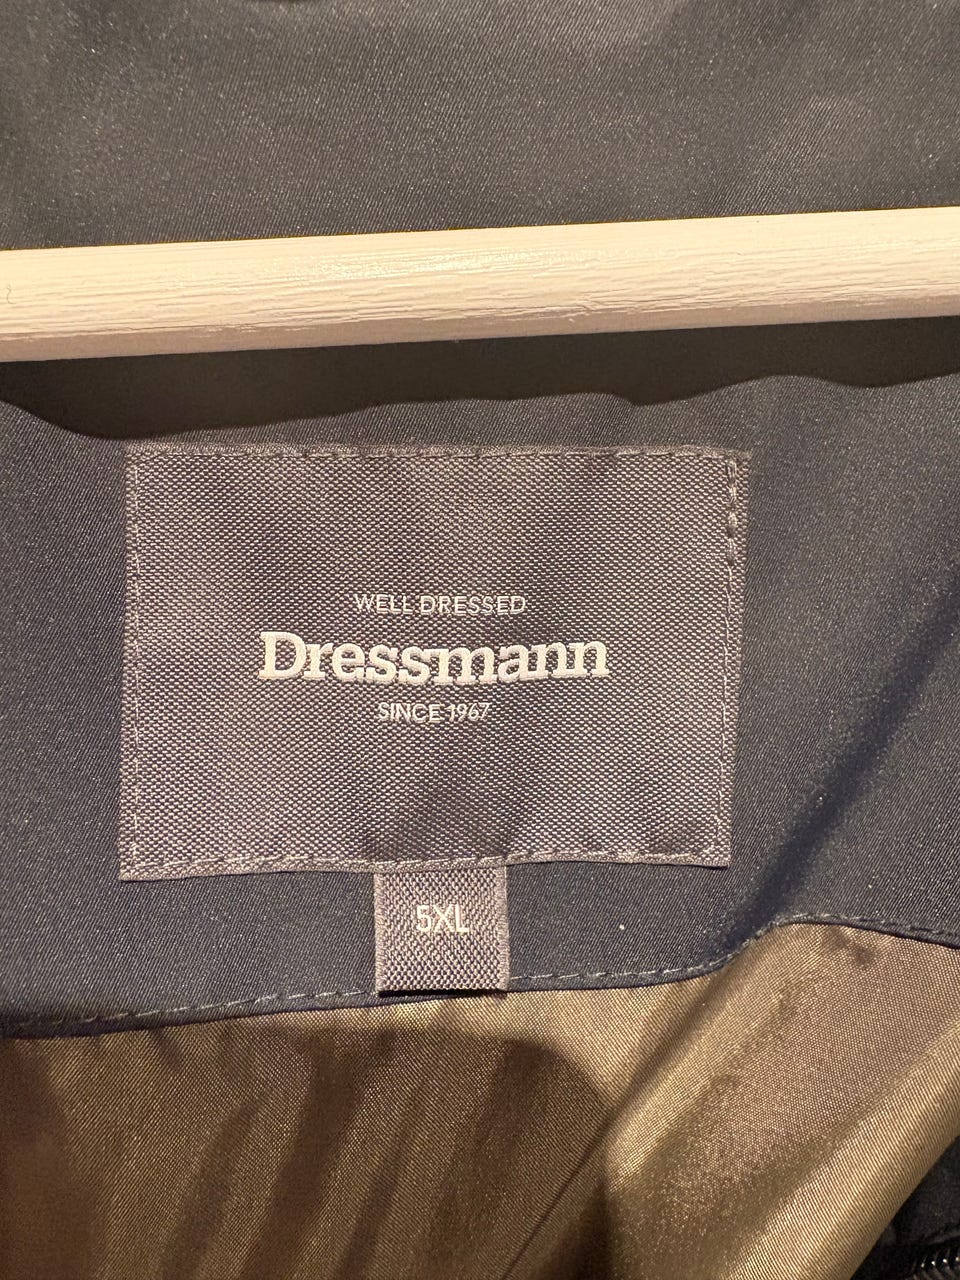 WELL DRESSED
Dressmann
SINCE 1967
5XL